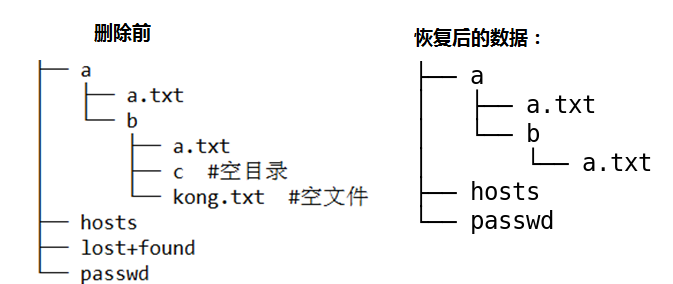 删除前
a
a.txt
b
a.txt
c #空目录
kong.txt #空文件
hosts
lost+found
passwd
恢复后的数据：
a
a.txt
b
a.txt
hosts
passwd